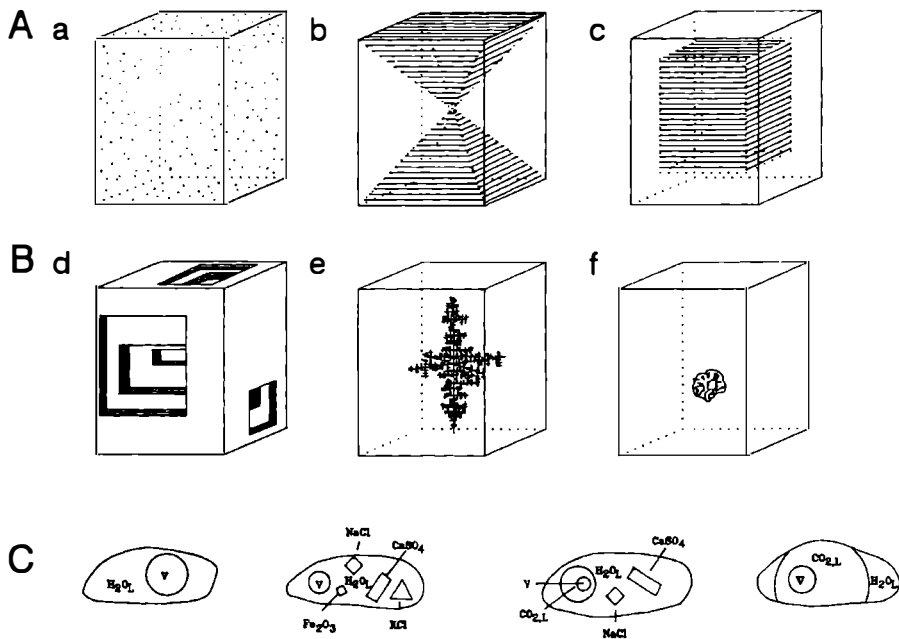 A a b c
B d e f
C
V H₂OL
NaCl CaSO₄ V H₂OL Fe₂O₃ KCl
CaSO₄ H₂OL V CO₂,L NaCl
CO₂,L V H₂OL